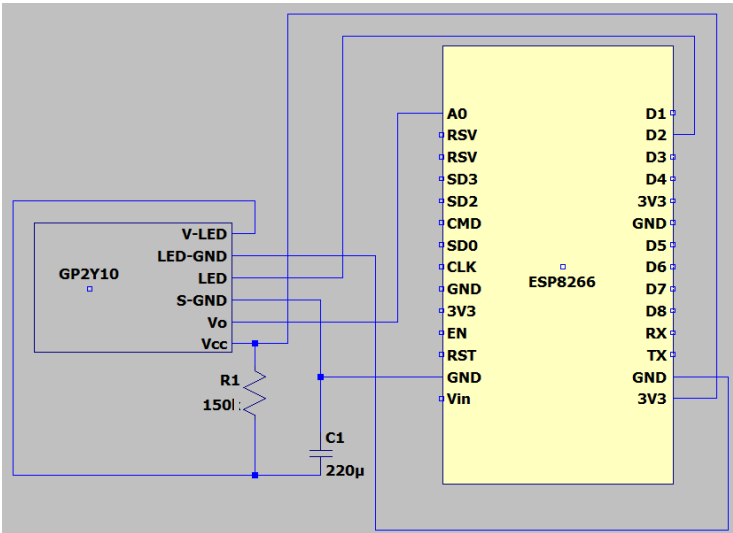 V-LED
LED-GND
GP2Y10
LED
S-GND
Vo
Vcc
R1
C1
220µ
A0
RSV
RSV
SD3
SD2
CMD
SD0
CLK
GND
3V3
EN
RST
GND
Vin
ESP8266
D1
D2
D3
D4
3V3
GND
D5
D6
D7
D8
RX
TX
GND
3V3